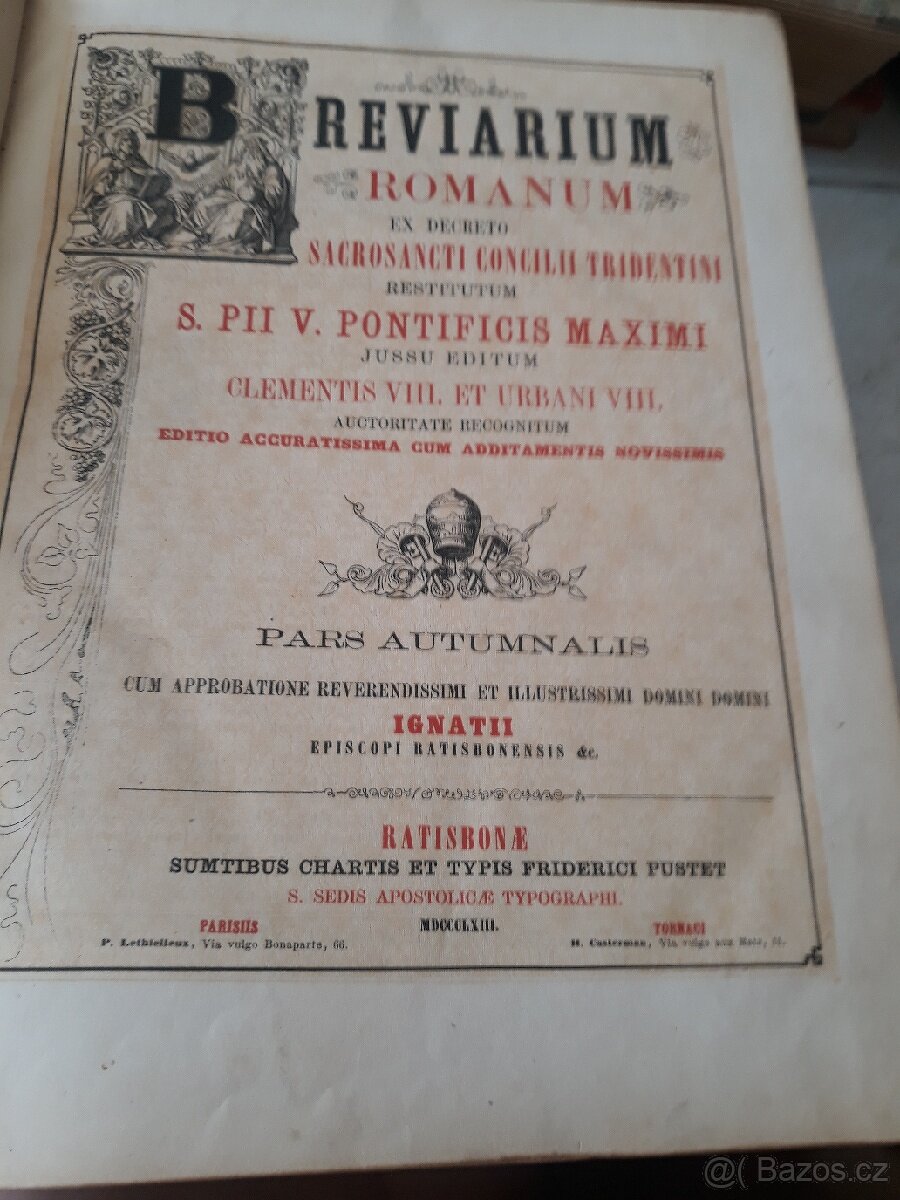 BREVIARIUM
ROMANUM
EX DECRETO
SACROSANCTI CONCILII TRIDENTINI
RESTITUTUM
S. PII V. PONTIFICIS MAXIMI
JUSSU EDITUM
CLEMENTIS VIII. ET URBANI VIII.
AUCTORITATE RECOGNITUM
EDITIO ACCURATISSIMA CUM ADDITAMENTIS NOVISSIMIS
PARS AUTUMNALIS
CUM APPROBATIONE REVERENDISSIMI ET ILLUSTRISSIMI DOMINI DOMINI
IGNATII
EPISCOPI RATISBONENSIS &c.
RATISBONÆ
SUMTIBUS CHARTIS ET TYPIS FRIDERICI PUSTET
S. SEDIS APOSTOLICÆ TYPOGRAPHI.
MDCCCLXIII.
PARISIIS
P. Lethielleux, Via vulgo Bonaparte, 66.
TORNACI
H. Casterman, Via vulgo
@( Bazos.cz